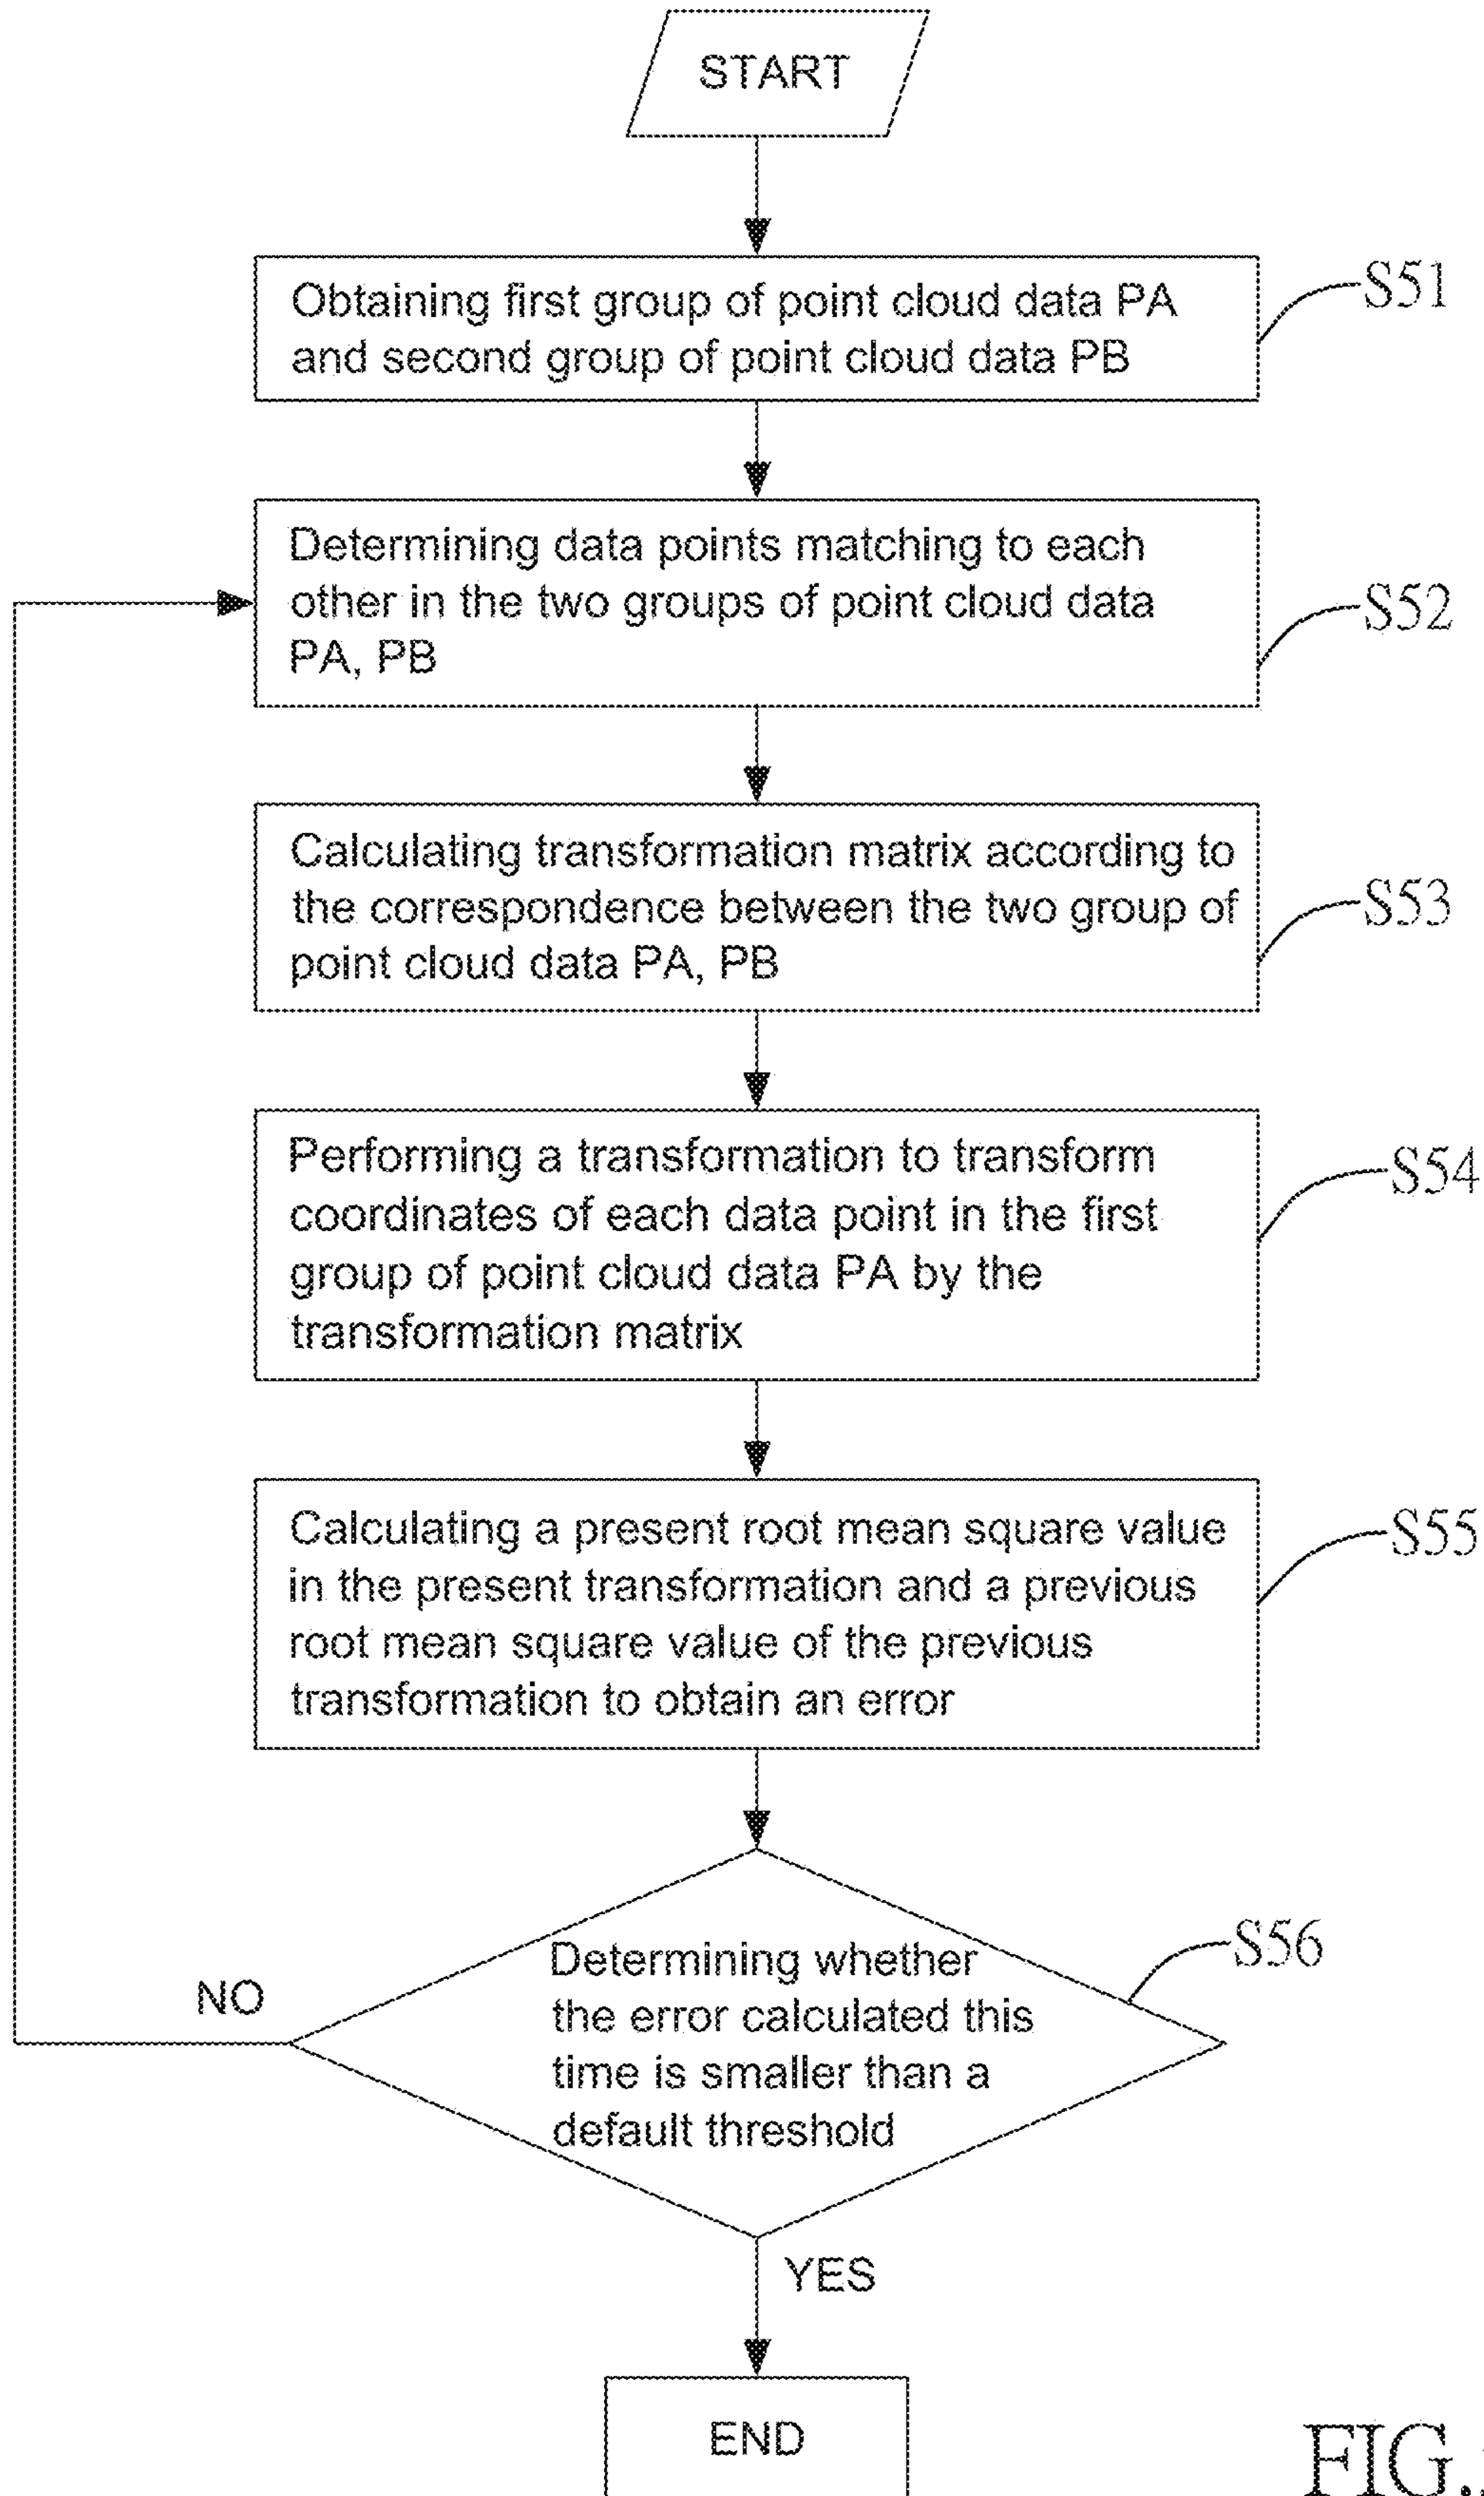 START
Obtaining first group of point cloud data PA
and second group of point cloud data PB
S51
Determining data points matching to each
other in the two groups of point cloud data
PA, PB
S52
Calculating transformation matrix according to
the correspondence between the two group of
point cloud data PA, PB
S53
Performing a transformation to transform
coordinates of each data point in the first
group of point cloud data PA by the
transformation matrix
S54
Calculating a present root mean square value
in the present transformation and a previous
root mean square value of the previous
transformation to obtain an error
S55
Determining whether
the error calculated this
time is smaller than a
default threshold
S56
NO
YES
END
FIG.